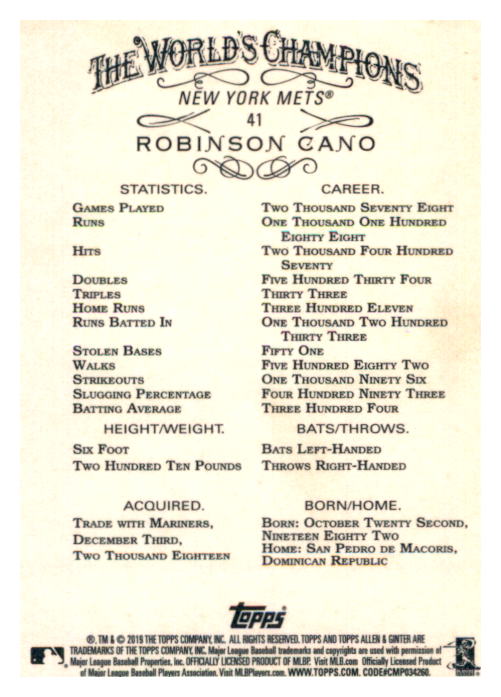 THE WORLD'S CHAMPIONS
NEW YORK METS®
41
ROBINSON CANO
STATISTICS. CAREER.
GAMES PLAYED TWO THOUSAND SEVENTY EIGHT
RUNS ONE THOUSAND ONE HUNDRED
EIGHTY EIGHT
HITS TWO THOUSAND FOUR HUNDRED
SEVENTY
DOUBLES FIVE HUNDRED THIRTY FOUR
TRIPLES THIRTY THREE
HOME RUNS THREE HUNDRED ELEVEN
RUNS BATTED IN ONE THOUSAND TWO HUNDRED
THIRTY THREE
STOLEN BASES FIFTY ONE
WALKS FIVE HUNDRED EIGHTY TWO
STRIKEOUTS ONE THOUSAND NINETY SIX
SLUGGING PERCENTAGE FOUR HUNDRED NINETY THREE
BATTING AVERAGE THREE HUNDRED FOUR
HEIGHT/WEIGHT. BATS/THROWS.
SIX FOOT BATS LEFT-HANDED
TWO HUNDRED TEN POUNDS THROWS RIGHT-HANDED
ACQUIRED. BORN/HOME.
TRADE WITH MARINERS, BORN: OCTOBER TWENTY SECOND,
DECEMBER THIRD, NINETEEN EIGHTY TWO
TWO THOUSAND EIGHTEEN HOME: SAN PEDRO DE MACORIS,
DOMINICAN REPUBLIC
TOPPS
®, TM & © 2019 THE TOPPS COMPANY, INC. ALL RIGHTS RESERVED. TOPPS AND TOPPS ALLEN & GINTER ARE
TRADEMARKS OF THE TOPPS COMPANY, INC. Major League Baseball trademarks and copyrights are used with permission of
Major League Baseball Properties, Inc. OFFICIALLY LICENSED PRODUCT OF MLBP. Visit MLB.com Officially Licensed Product
of Major League Baseball Players Assn. Visit MLBPlayers.com. WWW.TOPPS.COM. CODE#CMP034260.